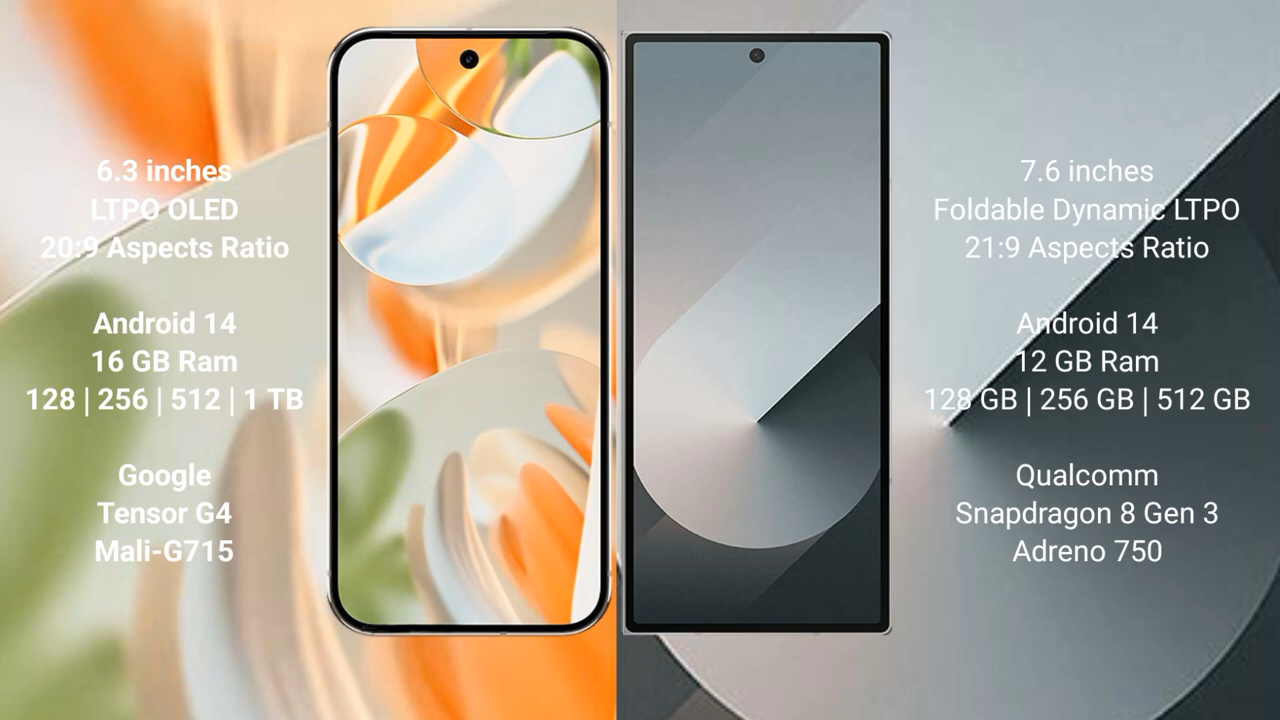 6.3 inches
LTPO OLED
20:9 Aspects Ratio
Android 14
16 GB Ram
128 | 256 | 512 | 1 TB
Google
Tensor G4
Mali-G715
7.6 inches
Foldable Dynamic LTPO
21:9 Aspects Ratio
Android 14
12 GB Ram
128 GB | 256 GB | 512 GB
Qualcomm
Snapdragon 8 Gen 3
Adreno 750